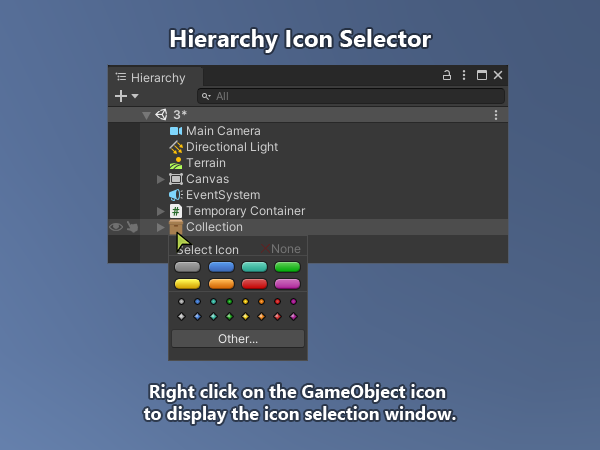 Hierarchy Icon Selector
Hierarchy
All
3*
Main Camera
Directional Light
Terrain
Canvas
EventSystem
# Temporary Container
Collection
Select Icon None
Other...
Right click on the GameObject icon
to display the icon selection window.